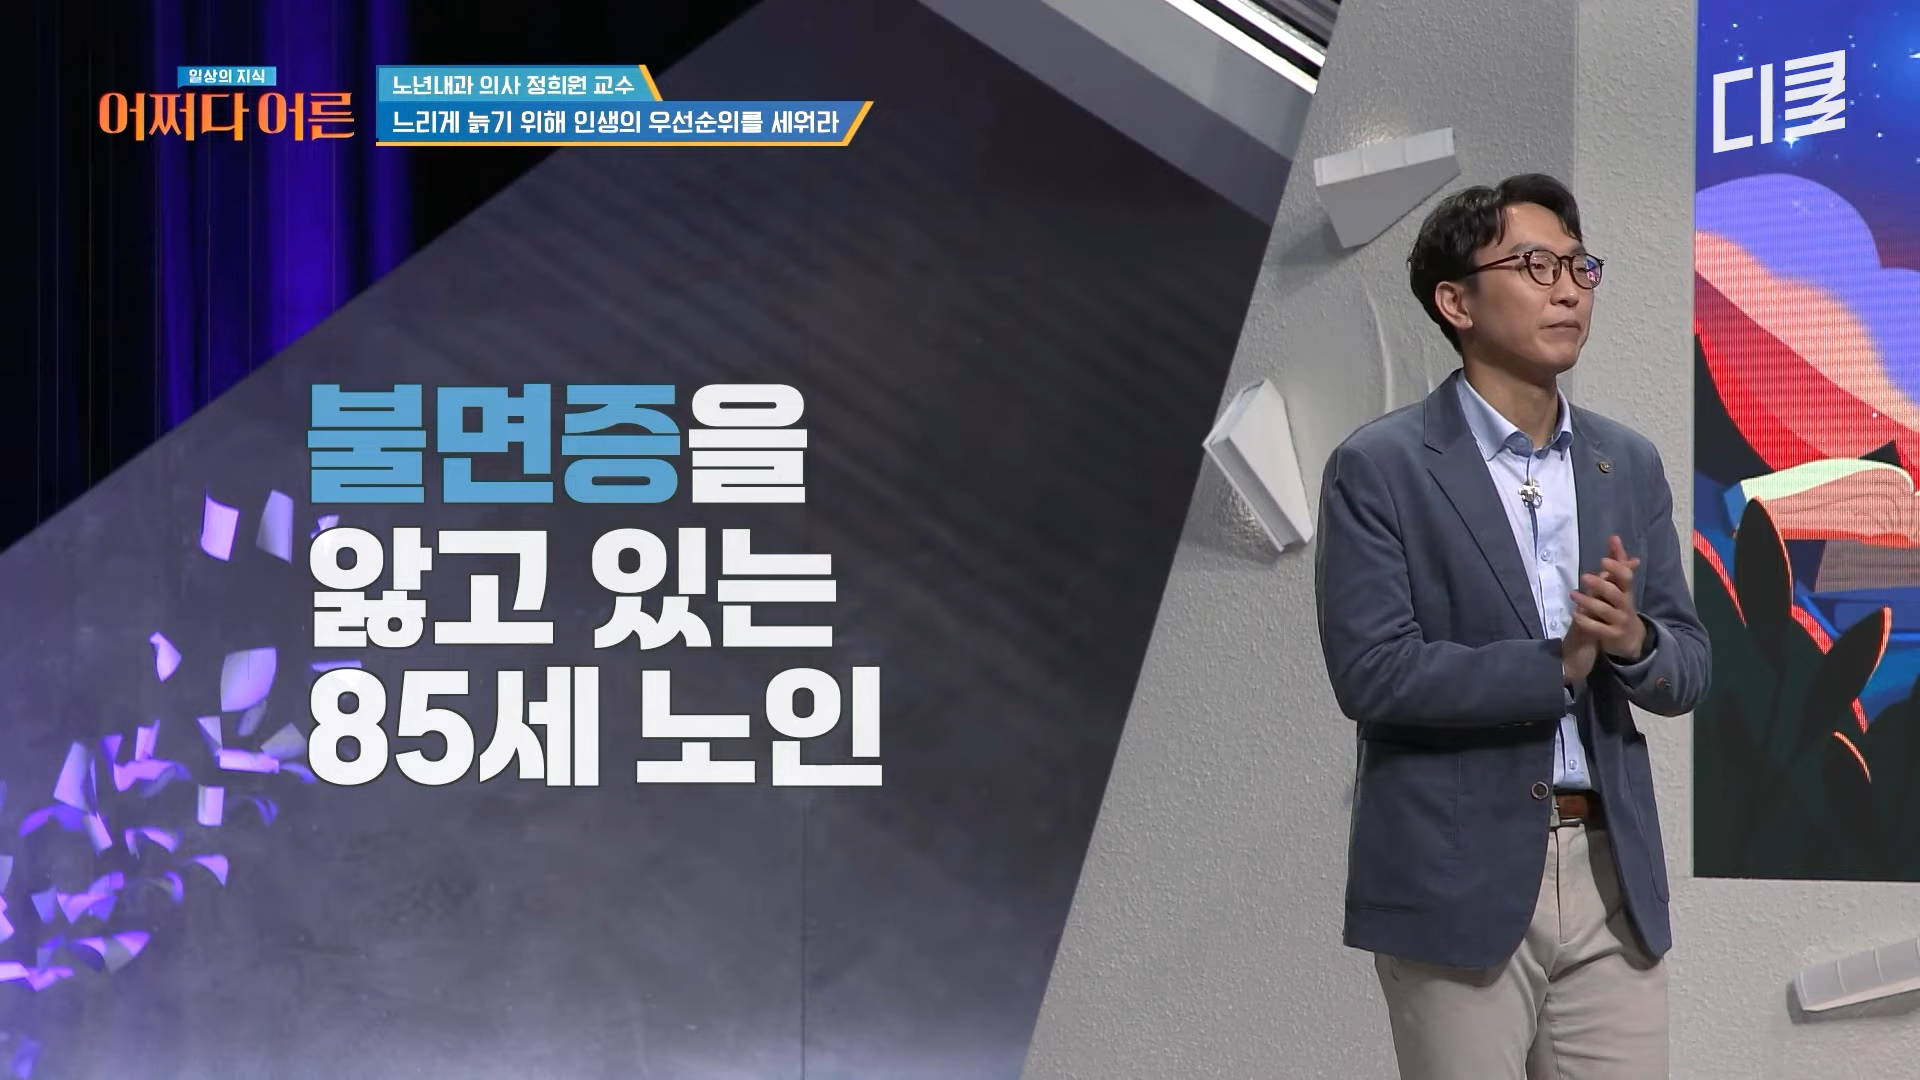 일상의 지식
어쩌다 어른
노년내과 의사 정희원 교수
느리게 늙기 위해 인생의 우선순위를 세워라
디클
불면증을
앓고 있는
85세 노인